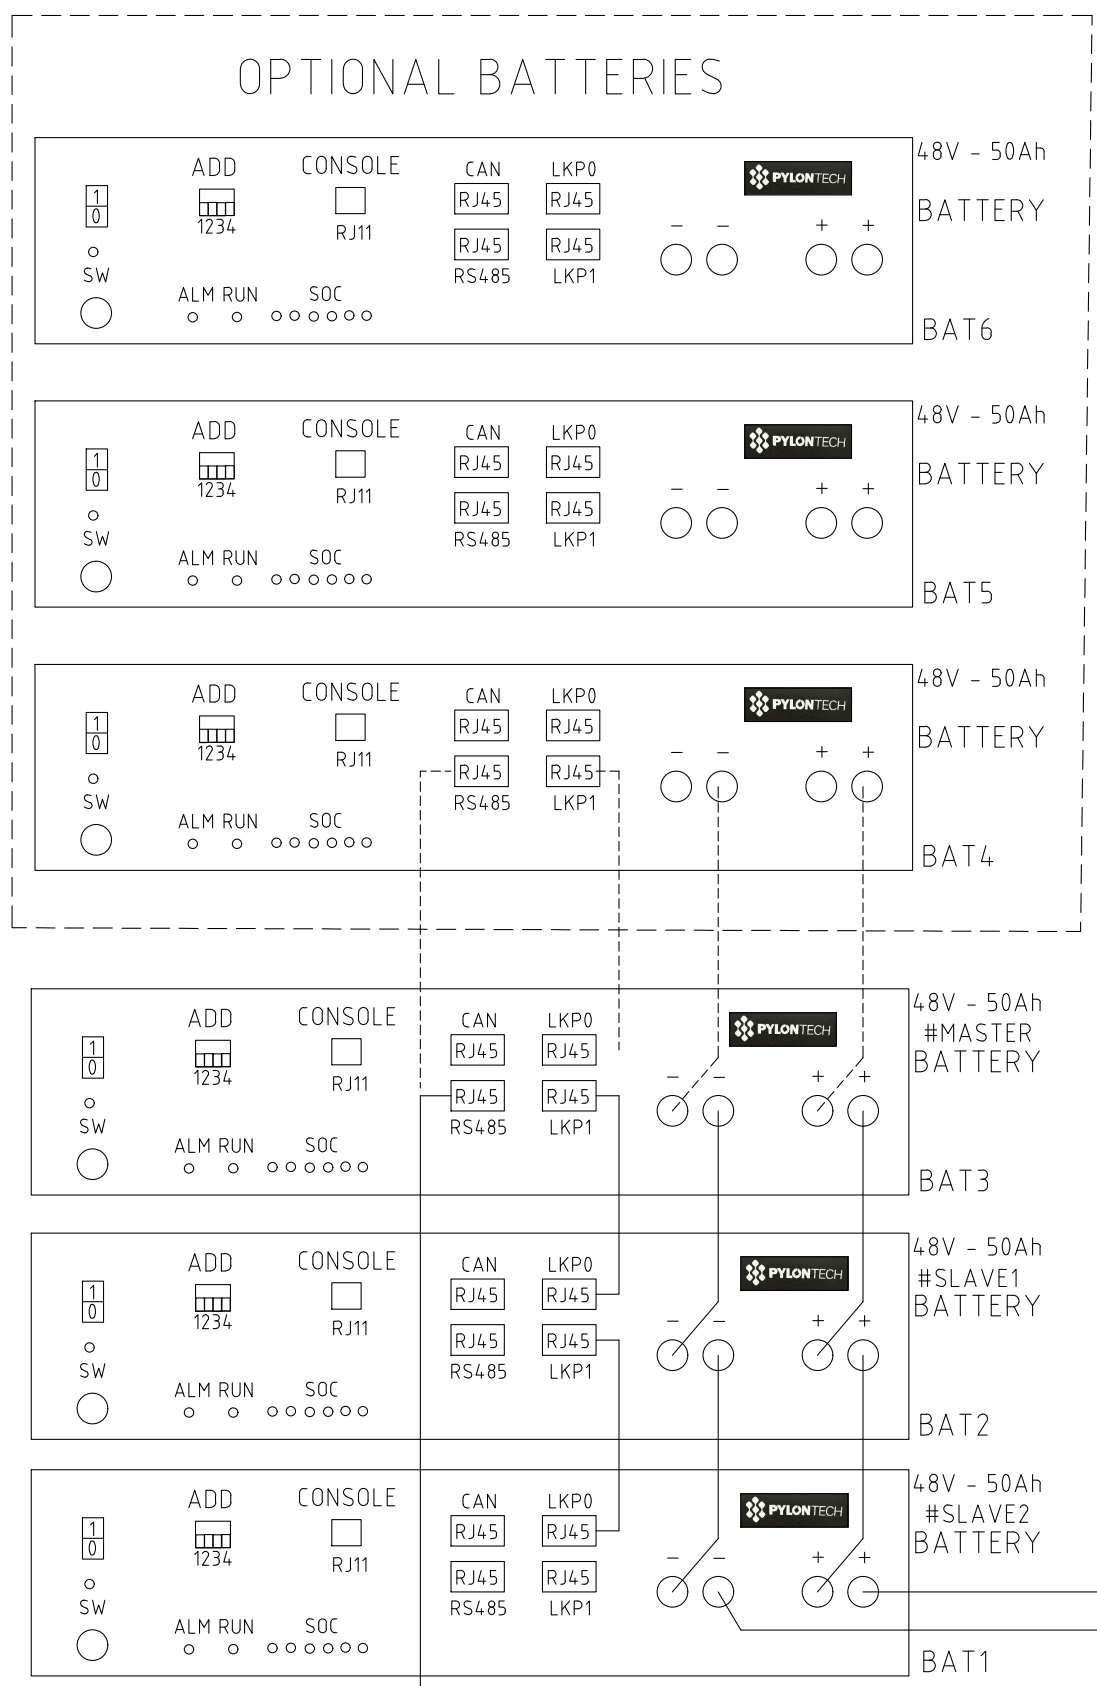 OPTIONAL BATTERIES
48V - 50Ah
ADD CONSOLE CAN LKP0
PYLONTECH
1 RJ45 RJ45
0 BATTERY
1234 RJ11 - - + +
RJ45 RJ45
SW RS485 LKP1
ALM RUN SOC
BAT6
48V - 50Ah
ADD CONSOLE CAN LKP0
PYLONTECH
1 RJ45 RJ45
0 BATTERY
1234 RJ11 - - + +
RJ45 RJ45
SW RS485 LKP1
ALM RUN SOC
BAT5
48V - 50Ah
ADD CONSOLE CAN LKP0
PYLONTECH
1 RJ45 RJ45
0 BATTERY
1234 RJ11 - - + +
RJ45 RJ45
SW RS485 LKP1
ALM RUN SOC
BAT4
48V - 50Ah
ADD CONSOLE CAN LKP0
PYLONTECH #MASTER
1 RJ45 RJ45
0 BATTERY
1234 RJ11 - - + +
RJ45 RJ45
SW RS485 LKP1
ALM RUN SOC
BAT3
48V - 50Ah
ADD CONSOLE CAN LKP0
PYLONTECH #SLAVE1
1 RJ45 RJ45
0 BATTERY
1234 RJ11 - - + +
RJ45 RJ45
SW RS485 LKP1
ALM RUN SOC
BAT2
48V - 50Ah
ADD CONSOLE CAN LKP0
PYLONTECH #SLAVE2
1 RJ45 RJ45
0 BATTERY
1234 RJ11 - - + +
RJ45 RJ45
SW RS485 LKP1
ALM RUN SOC
BAT1